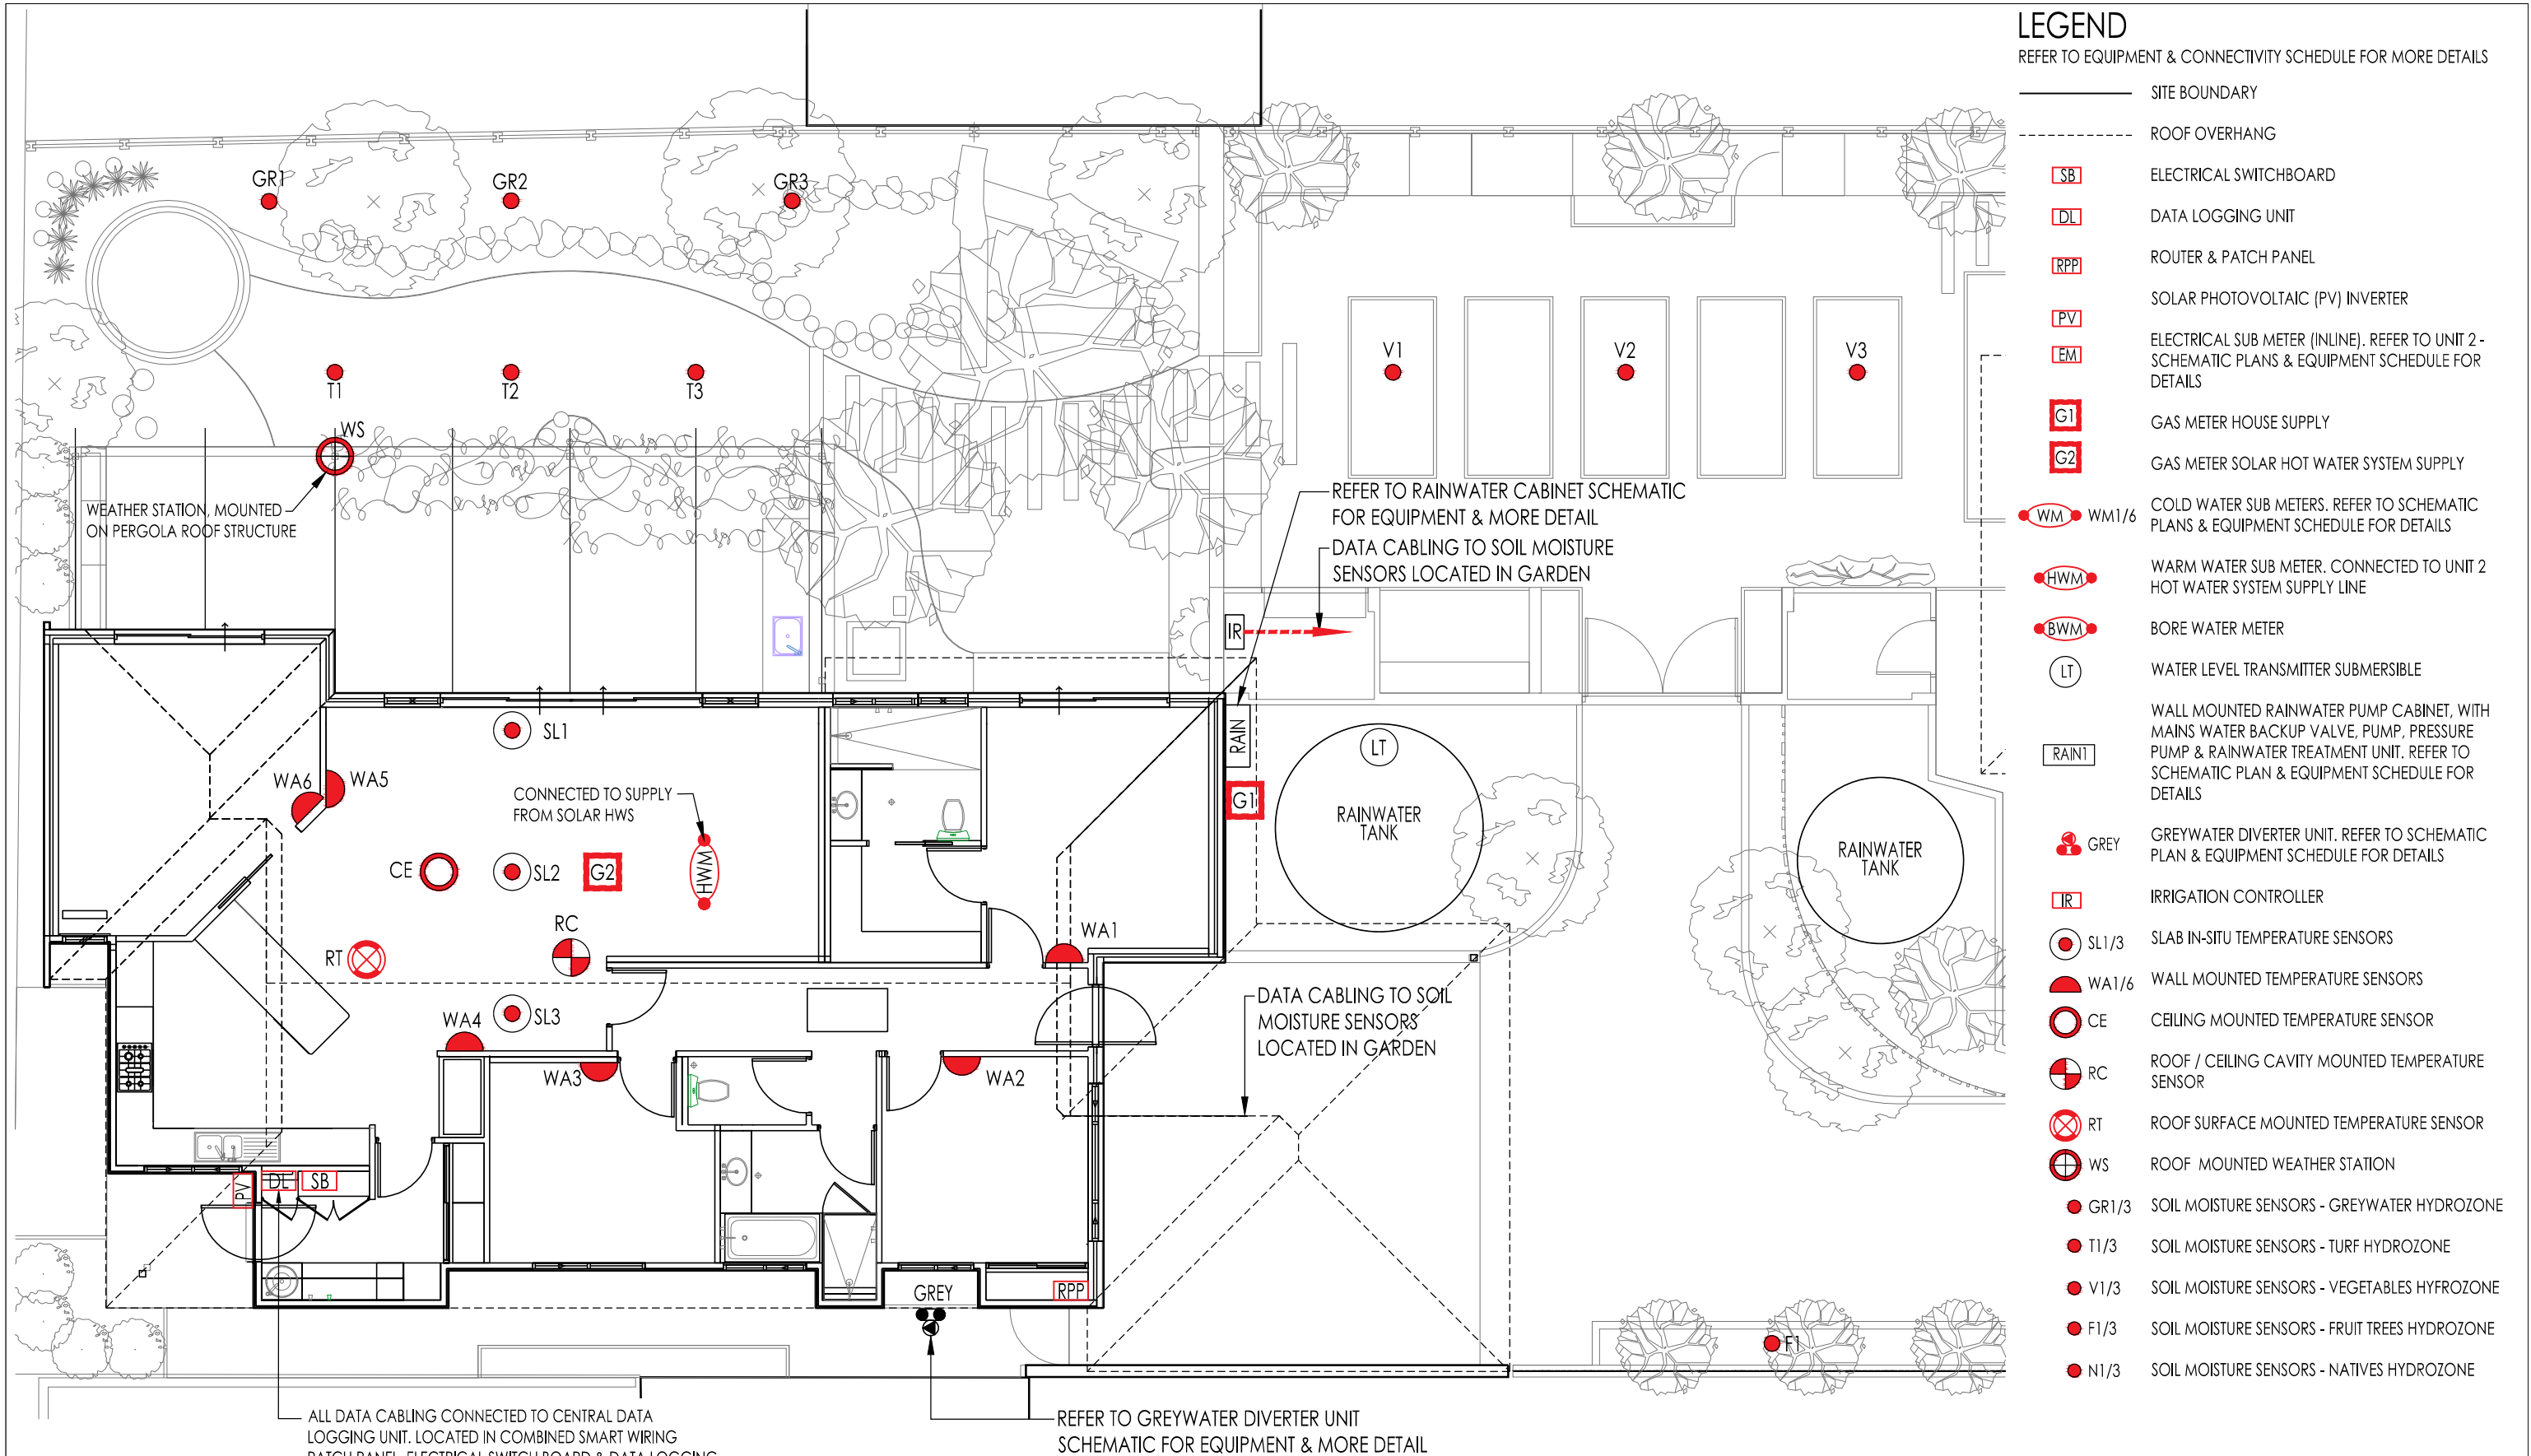 GR1
GR2
GR3
T1
T2
T3
V1
V2
V3
WS
WEATHER STATION, MOUNTED
ON PERGOLA ROOF STRUCTURE
REFER TO RAINWATER CABINET SCHEMATIC
FOR EQUIPMENT & MORE DETAIL
DATA CABLING TO SOIL MOISTURE
SENSORS LOCATED IN GARDEN
IR
RAIN
G1
LT
RAINWATER
TANK
RAINWATER
TANK
SL1
WA6
WA5
CONNECTED TO SUPPLY
FROM SOLAR HWS
CE
SL2
G2
HWM
RT
RC
WA1
SL3
WA4
WA3
WA2
DATA CABLING TO SOIL
MOISTURE SENSORS
LOCATED IN GARDEN
PV
DL
SB
GREY
RPP
F1
ALL DATA CABLING CONNECTED TO CENTRAL DATA
LOGGING UNIT. LOCATED IN COMBINED SMART WIRING
PATCH PANEL, ELECTRICAL SWITCH BOARD & DATA LOGGING
REFER TO GREYWATER DIVERTER UNIT
SCHEMATIC FOR EQUIPMENT & MORE DETAIL
LEGEND
REFER TO EQUIPMENT & CONNECTIVITY SCHEDULE FOR MORE DETAILS
SITE BOUNDARY
ROOF OVERHANG
SB ELECTRICAL SWITCHBOARD
DL DATA LOGGING UNIT
RPP ROUTER & PATCH PANEL
SOLAR PHOTOVOLTAIC (PV) INVERTER
PV
EM ELECTRICAL SUB METER (INLINE). REFER TO UNIT 2 -
SCHEMATIC PLANS & EQUIPMENT SCHEDULE FOR
DETAILS
G1 GAS METER HOUSE SUPPLY
G2 GAS METER SOLAR HOT WATER SYSTEM SUPPLY
WM WM1/6 COLD WATER SUB METERS. REFER TO SCHEMATIC
PLANS & EQUIPMENT SCHEDULE FOR DETAILS
HWM WARM WATER SUB METER. CONNECTED TO UNIT 2
HOT WATER SYSTEM SUPPLY LINE
BWM BORE WATER METER
LT WATER LEVEL TRANSMITTER SUBMERSIBLE
WALL MOUNTED RAINWATER PUMP CABINET, WITH
MAINS WATER BACKUP VALVE, PUMP, PRESSURE
RAIN1 PUMP & RAINWATER TREATMENT UNIT. REFER TO
SCHEMATIC PLAN & EQUIPMENT SCHEDULE FOR
DETAILS
GREY GREYWATER DIVERTER UNIT. REFER TO SCHEMATIC
PLAN & EQUIPMENT SCHEDULE FOR DETAILS
IR IRRIGATION CONTROLLER
SL1/3 SLAB IN-SITU TEMPERATURE SENSORS
WA1/6 WALL MOUNTED TEMPERATURE SENSORS
CE CEILING MOUNTED TEMPERATURE SENSOR
RC ROOF / CEILING CAVITY MOUNTED TEMPERATURE
SENSOR
RT ROOF SURFACE MOUNTED TEMPERATURE SENSOR
WS ROOF MOUNTED WEATHER STATION
GR1/3 SOIL MOISTURE SENSORS - GREYWATER HYDROZONE
T1/3 SOIL MOISTURE SENSORS - TURF HYDROZONE
V1/3 SOIL MOISTURE SENSORS - VEGETABLES HYFROZONE
F1/3 SOIL MOISTURE SENSORS - FRUIT TREES HYDROZONE
N1/3 SOIL MOISTURE SENSORS - NATIVES HYDROZONE